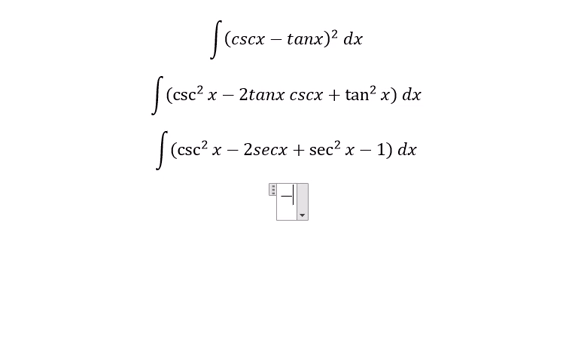 ∫(cscx − tanx)² dx
∫(csc² x − 2tanx cscx + tan² x) dx
∫(csc² x − 2secx + sec² x − 1) dx
−